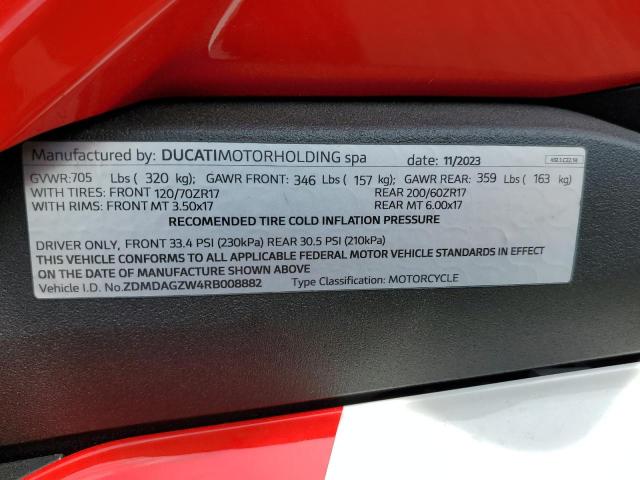 Manufactured by: DUCATIMOTORHOLDING spa date: 11/2023 432.1.C22.1A
GVWR:705 Lbs ( 320 kg); GAWR FRONT: 346 Lbs ( 157 kg); GAWR REAR: 359 Lbs ( 163 kg)
WITH TIRES: FRONT 120/70ZR17 REAR 200/60ZR17
WITH RIMS: FRONT MT 3.50x17 REAR MT 6.00x17
RECOMENDED TIRE COLD INFLATION PRESSURE
DRIVER ONLY, FRONT 33.4 PSI (230kPa) REAR 30.5 PSI (210kPa)
THIS VEHICLE CONFORMS TO ALL APPLICABLE FEDERAL MOTOR VEHICLE STANDARDS IN EFFECT
ON THE DATE OF MANUFACTURE SHOWN ABOVE
Vehicle I.D. No.ZDMDAGZW4RB008882 Type Classification: MOTORCYCLE